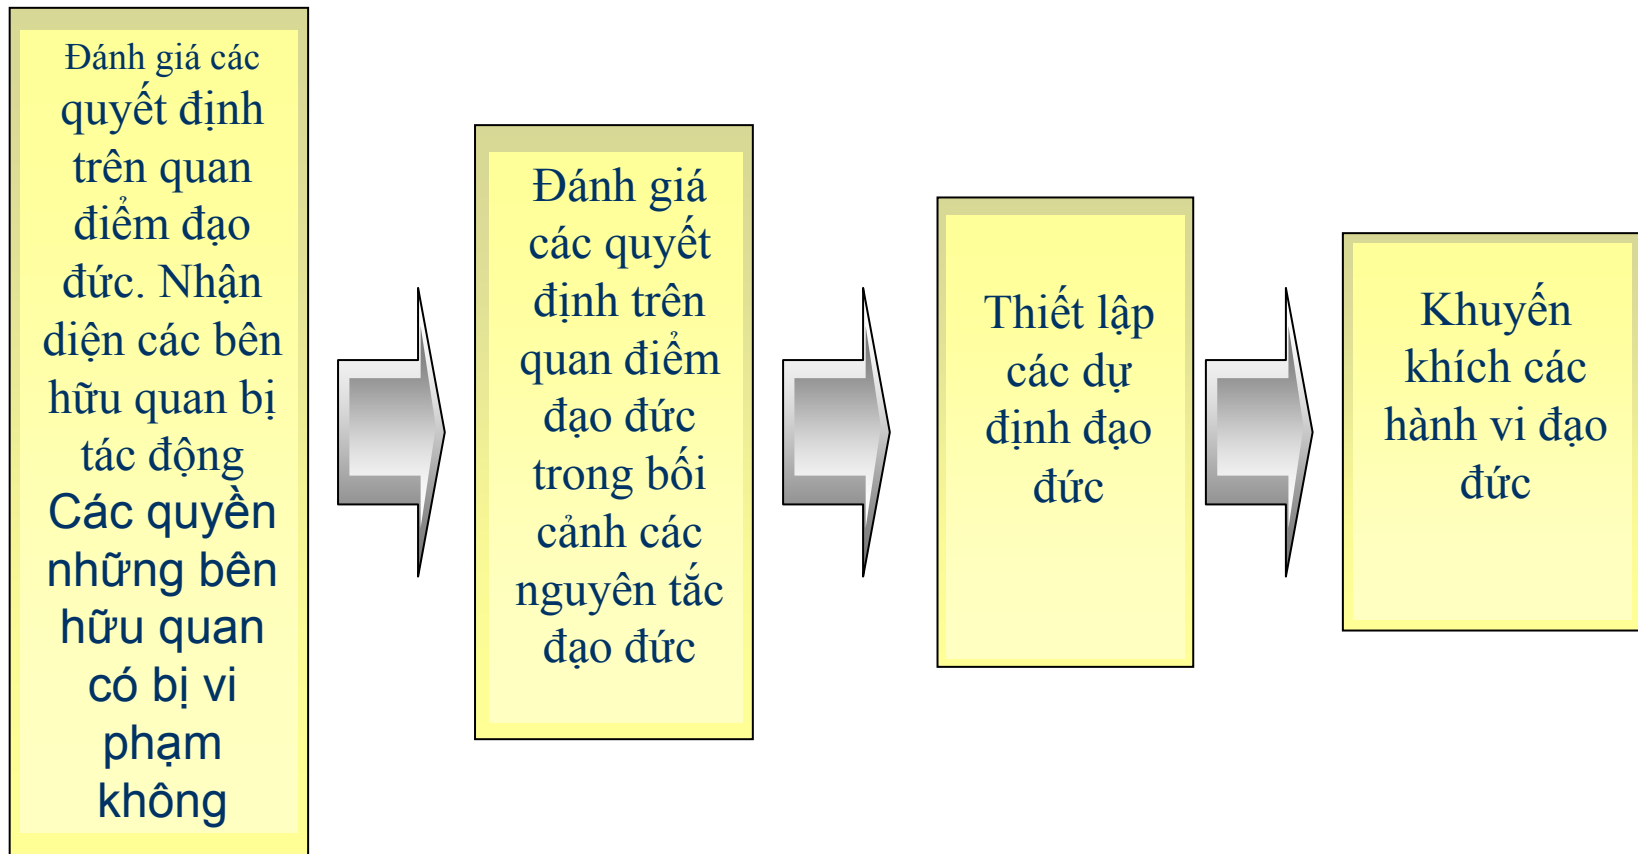 Đánh giá các
quyết định
trên quan
điểm đạo
đức. Nhận
diện các bên
hữu quan bị
tác động
Các quyền
những bên
hữu quan
có bị vi
phạm
không
Đánh giá
các quyết
định trên
quan điểm
đạo đức
trong bối
cảnh các
nguyên tắc
đạo đức
Thiết lập
các dự
định đạo
đức
Khuyến
khích các
hành vi đạo
đức